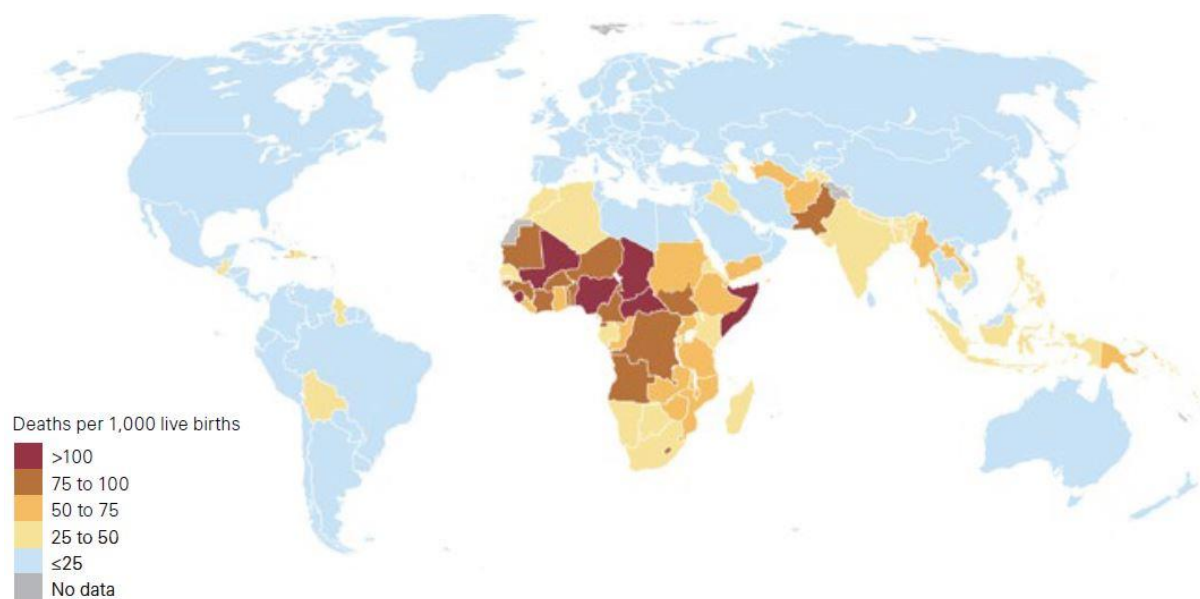 Deaths per 1,000 live births
>100
75 to 100
50 to 75
25 to 50
≤25
No data